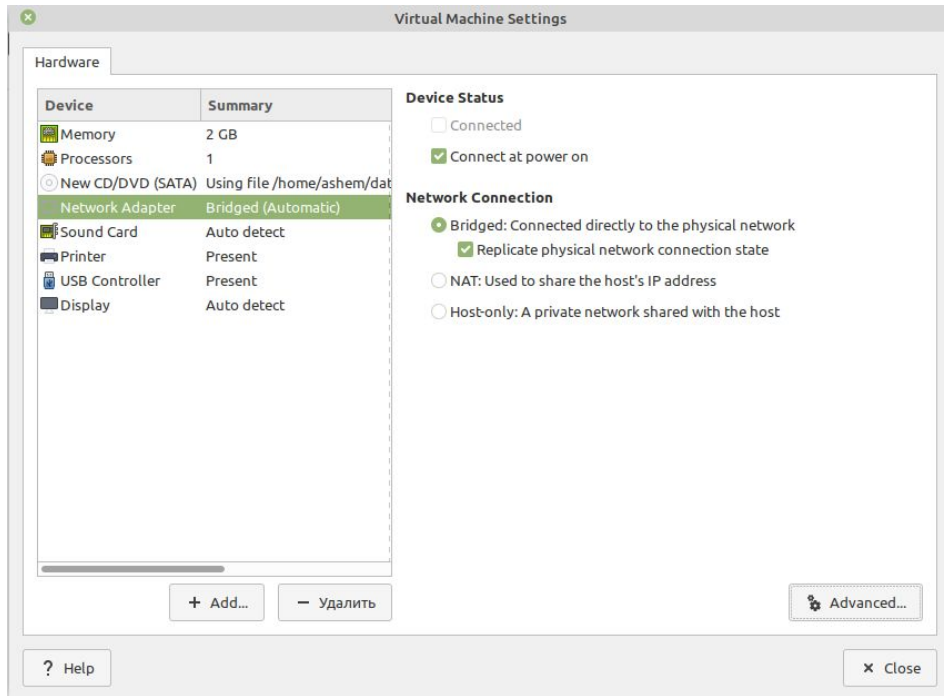 Virtual Machine Settings
Hardware
Device Summary
Memory 2 GB
Processors 1
New CD/DVD (SATA) Using file /home/ashem/dat
Network Adapter Bridged (Automatic)
Sound Card Auto detect
Printer Present
USB Controller Present
Display Auto detect
+ Add...
− Удалить
Device Status
Connected
Connect at power on
Network Connection
Bridged: Connected directly to the physical network
Replicate physical network connection state
NAT: Used to share the host's IP address
Host-only: A private network shared with the host
Advanced...
? Help
× Close